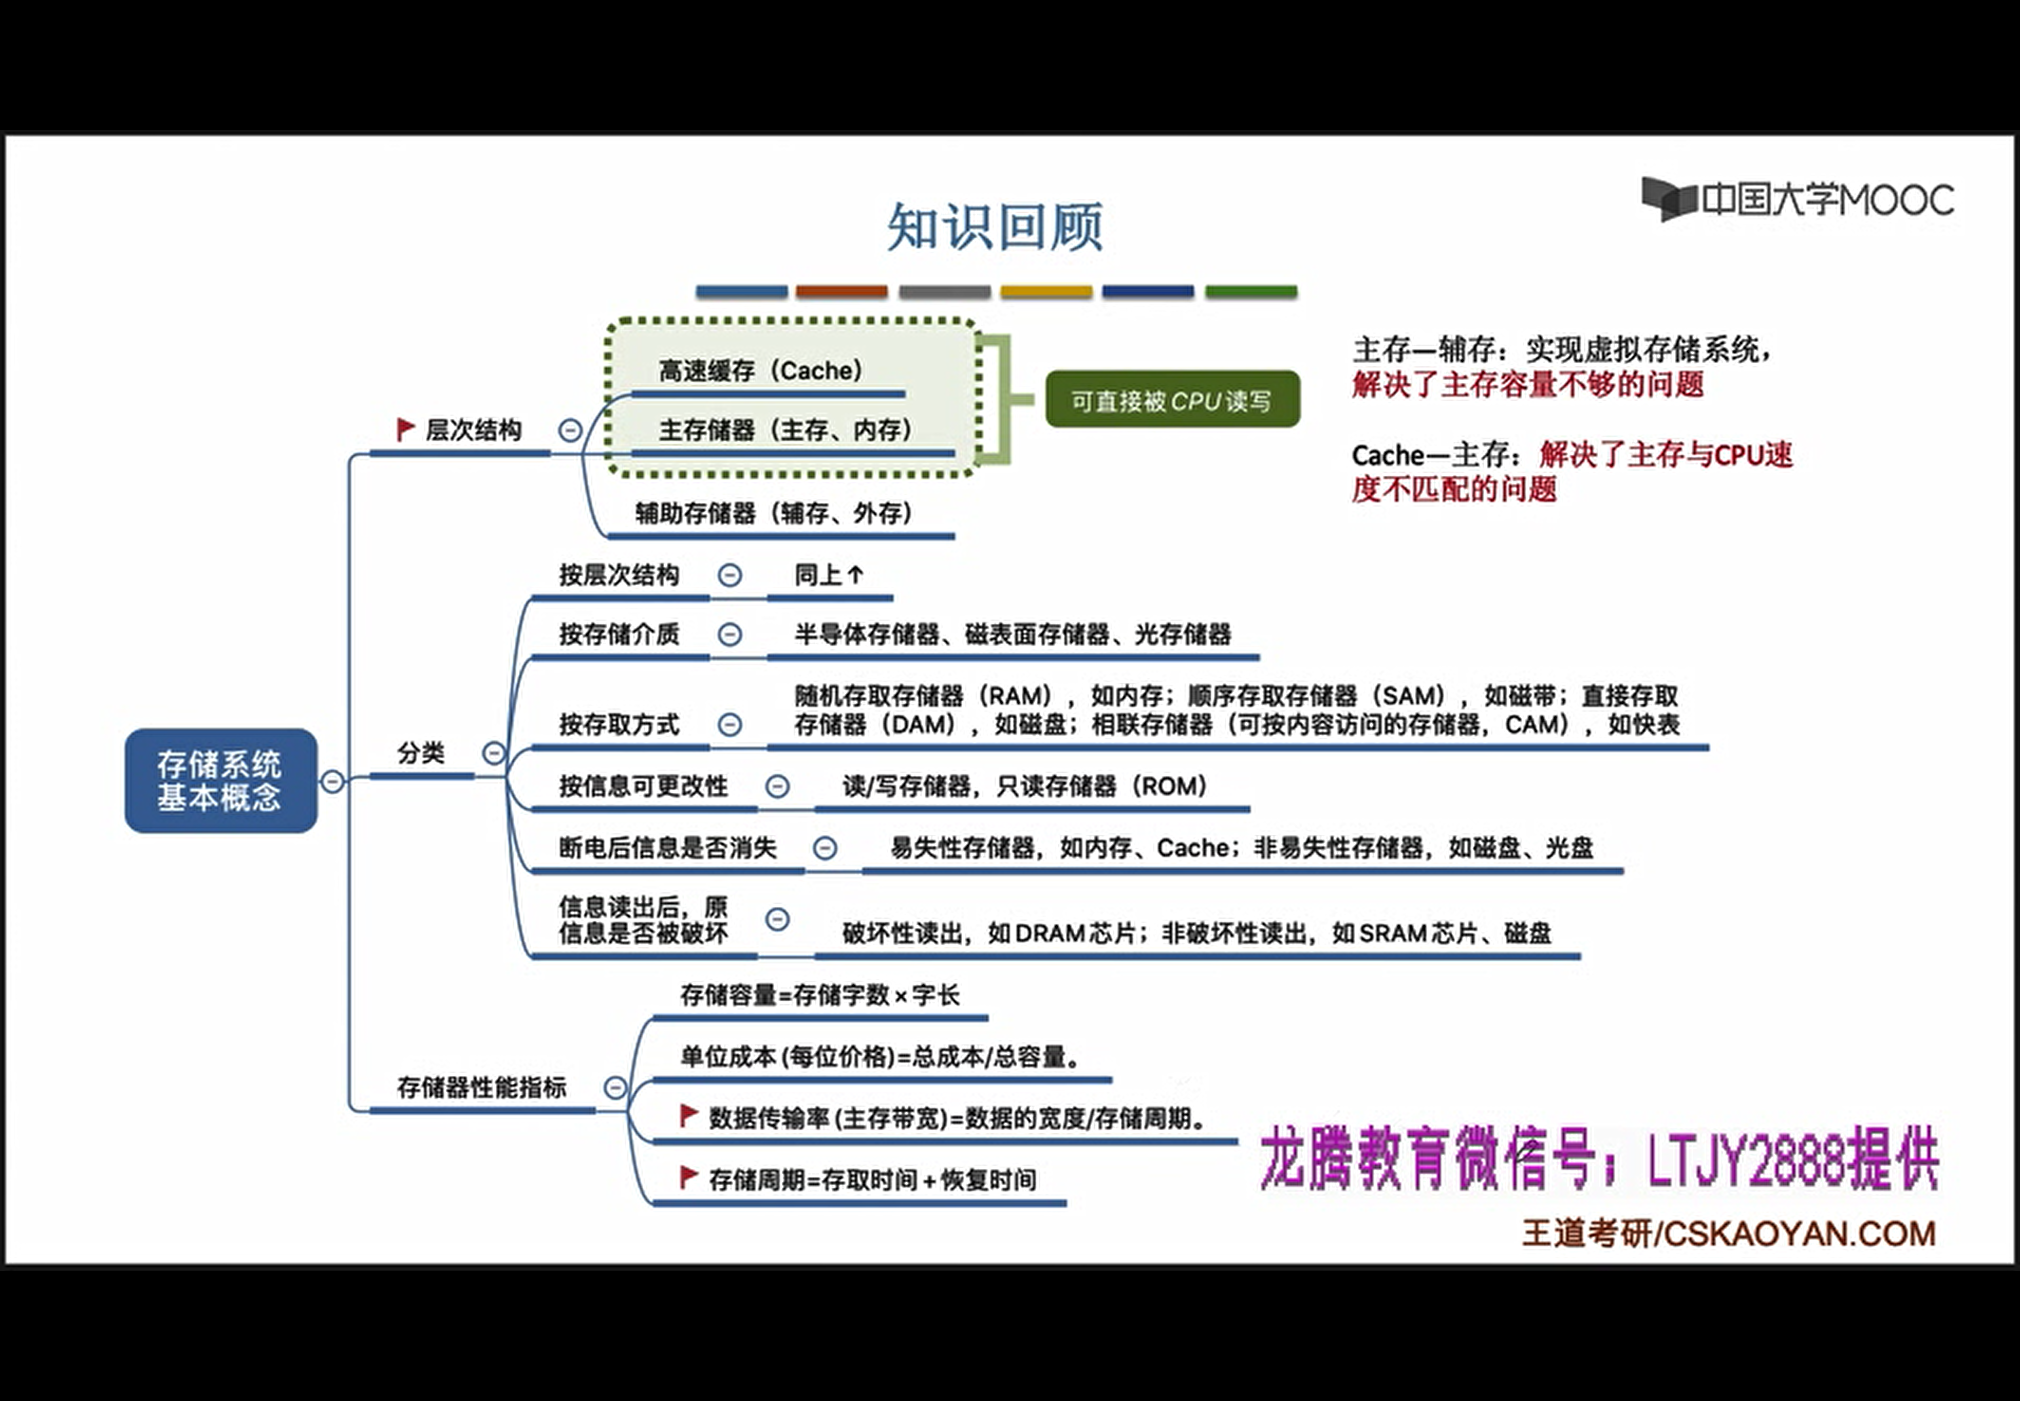 中国大学MOOC
知识回顾
高速缓存（Cache）
主存储器（主存、内存）
辅助存储器（辅存、外存）
层次结构
可直接被CPU读写
主存—辅存：实现虚拟存储系统，
解决了主存容量不够的问题
Cache—主存：解决了主存与CPU速
度不匹配的问题
按层次结构
同上↑
按存储介质
半导体存储器、磁表面存储器、光存储器
按存取方式
随机存取存储器（RAM），如内存；顺序存取存储器（SAM），如磁带；直接存取
存储器（DAM），如磁盘；相联存储器（可按内容访问的存储器，CAM），如快表
存储系统
基本概念
分类
按信息可更改性
读/写存储器，只读存储器（ROM）
断电后信息是否消失
易失性存储器，如内存、Cache；非易失性存储器，如磁盘、光盘
信息读出后，原
信息是否被破坏
破坏性读出，如DRAM芯片；非破坏性读出，如SRAM芯片、磁盘
存储器性能指标
存储容量=存储字数×字长
单位成本(每位价格)=总成本/总容量。
数据传输率(主存带宽)=数据的宽度/存储周期。
存储周期=存取时间+恢复时间
龙腾教育微信号；LTJY2888提供
王道考研/CSKAOYAN.COM